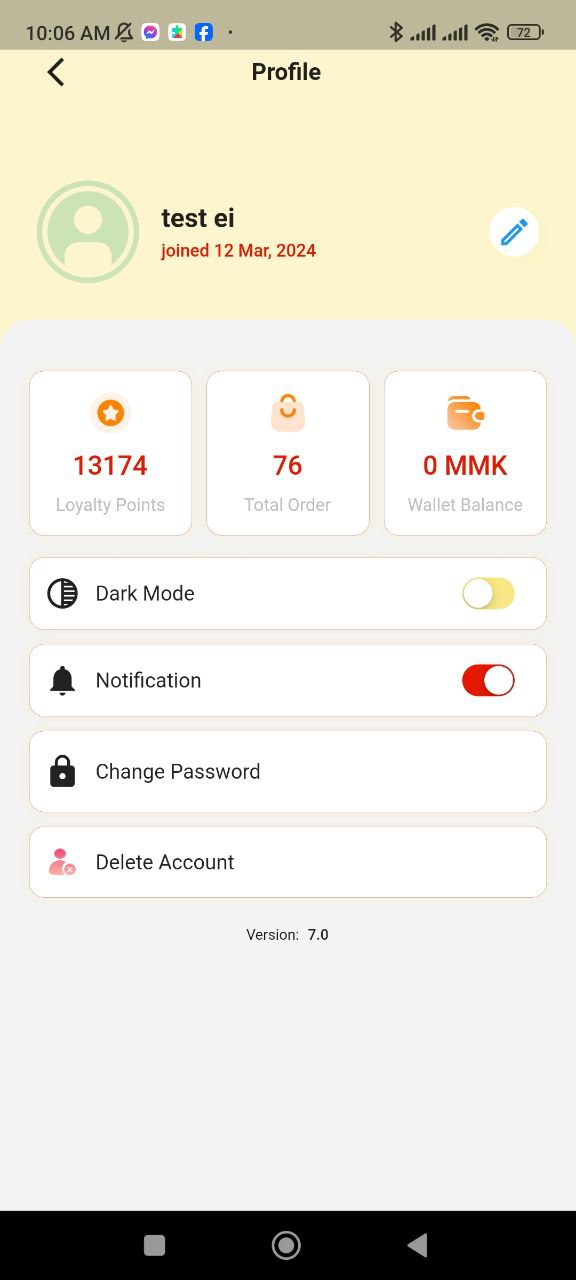 10:06 AM
72
Profile
test ei
joined 12 Mar, 2024
13174
76
0 MMK
Loyalty Points
Total Order
Wallet Balance
Dark Mode
Notification
Change Password
Delete Account
Version: 7.0